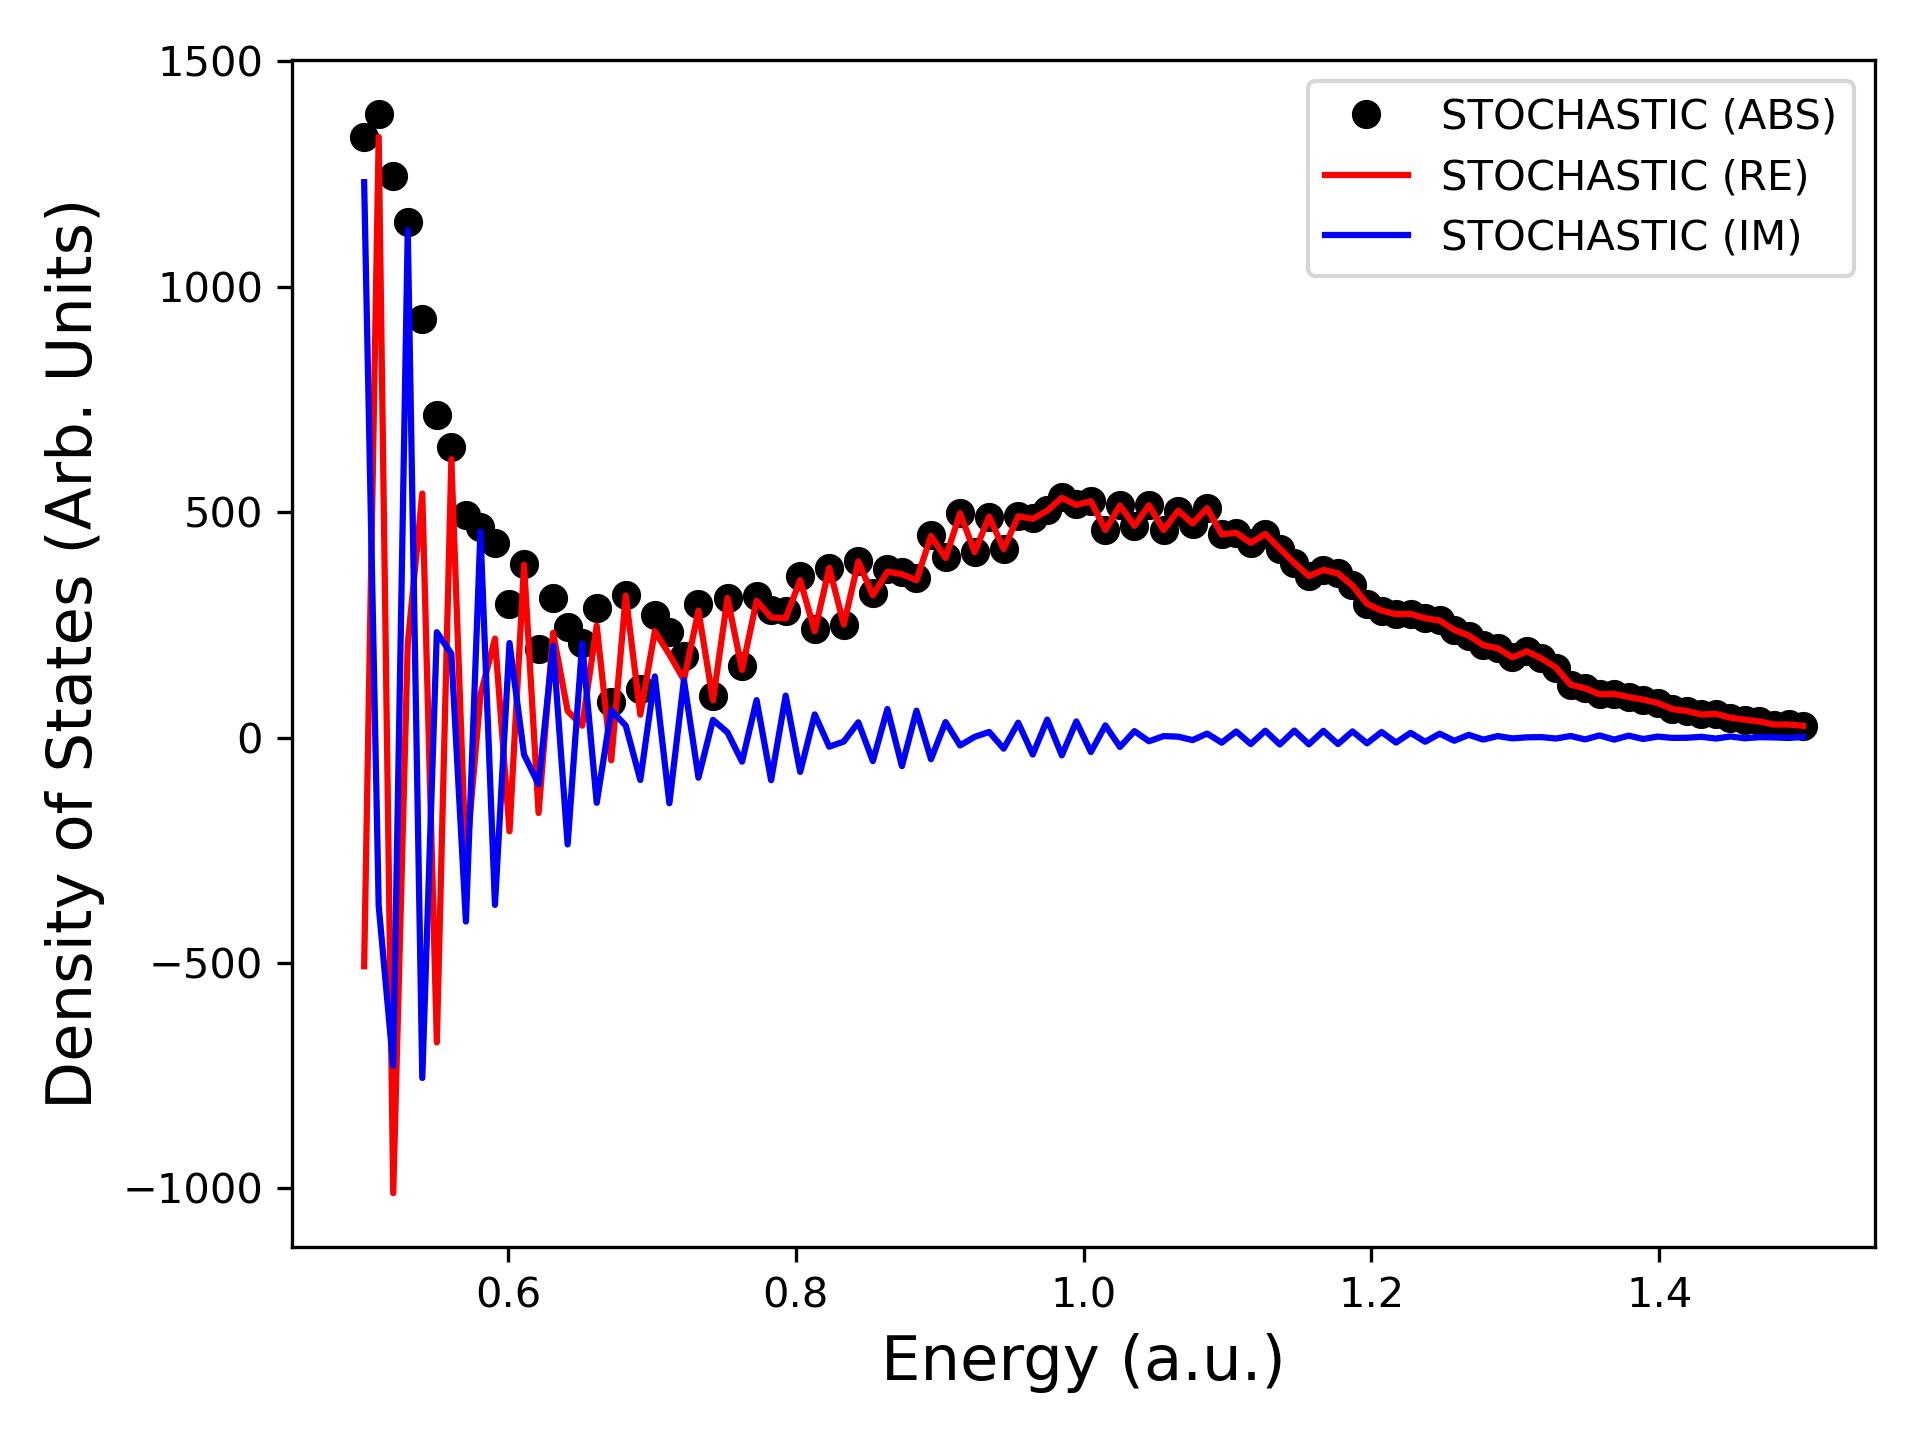 Density of States (Arb. Units)
1500
1000
500
0
−500
−1000
STOCHASTIC (ABS)
STOCHASTIC (RE)
STOCHASTIC (IM)
0.6 0.8 1.0 1.2 1.4
Energy (a.u.)